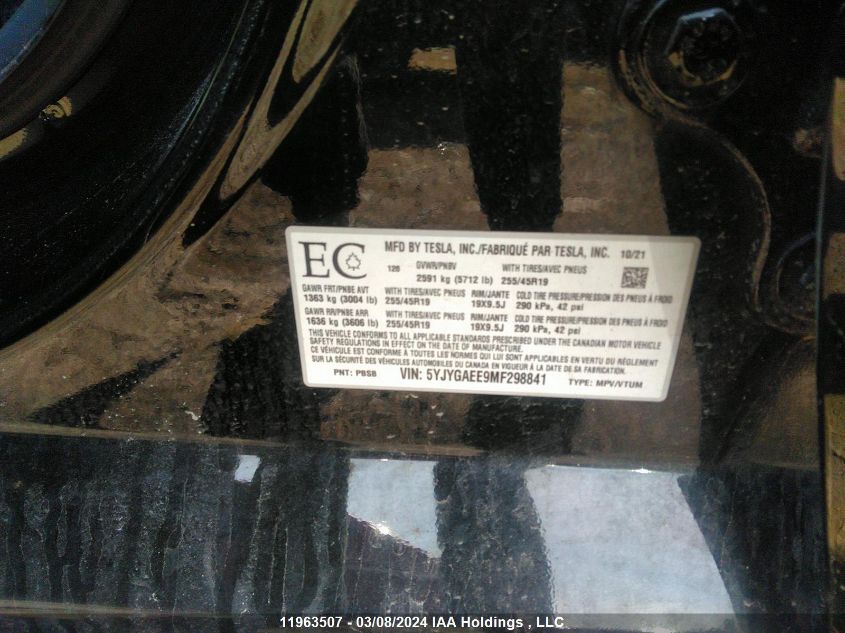 EC
MFD BY TESLA, INC./FABRIQUÉ PAR TESLA, INC. 10/21
126 GVWR/PNBV WITH TIRES/AVEC PNEUS
2591 kg (5712 lb) 255/45R19
GAWR FRT/PNBE AVT WITH TIRES/AVEC PNEUS RIM/JANTE COLD TIRE PRESSURE/PRESSION DES PNEUS À FROID
1363 kg (3004 lb) 255/45R19 19X9.5J 290 kPa, 42 psi
GAWR RR/PNBE ARR WITH TIRES/AVEC PNEUS RIM/JANTE COLD TIRE PRESSURE/PRESSION DES PNEUS À FROID
1636 kg (3606 lb) 255/45R19 19X9.5J 290 kPa, 42 psi
THIS VEHICLE CONFORMS TO ALL APPLICABLE STANDARDS PRESCRIBED UNDER THE CANADIAN MOTOR VEHICLE
SAFETY REGULATIONS IN EFFECT ON THE DATE OF MANUFACTURE.
CE VÉHICULE EST CONFORME À TOUTES LES NORMES QUI LUI SONT APPLICABLES EN VERTU DU RÈGLEMENT
SUR LA SÉCURITÉ DES VÉHICULES AUTOMOBILES DU CANADA EN VIGUEUR À LA DATE DE SA FABRICATION.
PNT: PBSB VIN: 5YJYGAEE9MF298841 TYPE: MPV/VTUM
11963507 - 03/08/2024 IAA Holdings , LLC